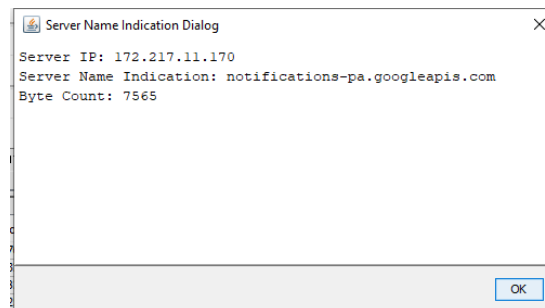 Server Name Indication Dialog
Server IP: 172.217.11.170
Server Name Indication: notifications-pa.googleapis.com
Byte Count: 7565
OK